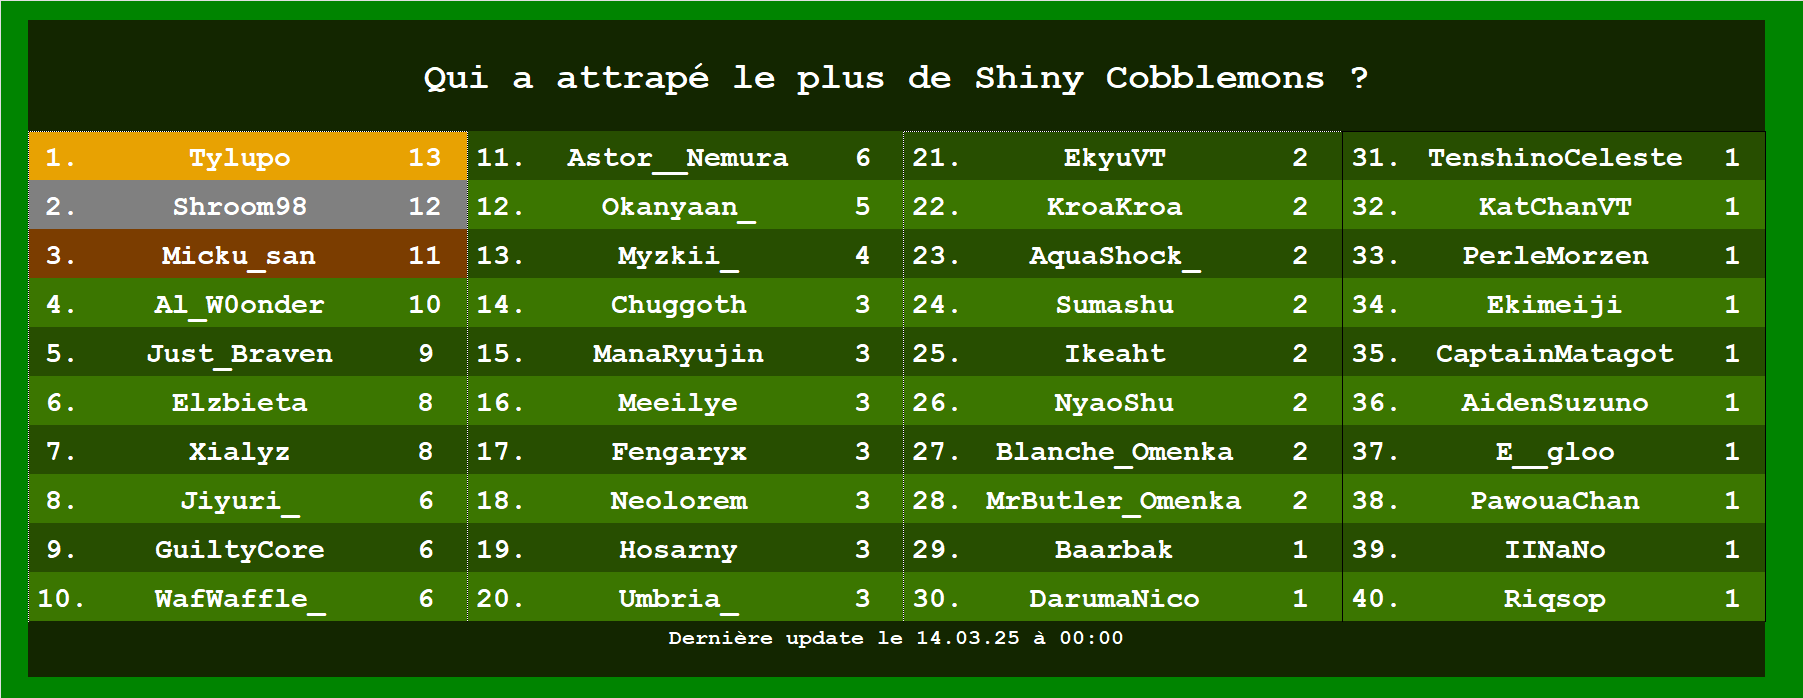 Qui a attrapé le plus de Shiny Cobblemons ?
1. Tylupo 13 11. Astor__Nemura 6 21. EkyuVT 2 31. TenshinoCeleste 1
2. Shroom98 12 12. Okanyaan_ 5 22. KroaKroa 2 32. KatChanVT 1
3. Micku_san 11 13. Myzkii_ 4 23. AquaShock_ 2 33. PerleMorzen 1
4. Al_W0onder 10 14. Chuggoth 3 24. Sumashu 2 34. Ekimeiji 1
5. Just_Braven 9 15. ManaRyujin 3 25. Ikeaht 2 35. CaptainMatagot 1
6. Elzbieta 8 16. Meeilye 3 26. NyaoShu 2 36. AidenSuzuno 1
7. Xialyz 8 17. Fengaryx 3 27. Blanche_Omenka 2 37. E__gloo 1
8. Jiyuri_ 6 18. Neolorem 3 28. MrButler_Omenka 2 38. PawouaChan 1
9. GuiltyCore 6 19. Hosarny 3 29. Baarbak 1 39. IINaNo 1
10. WafWaffle_ 6 20. Umbria_ 3 30. DarumaNico 1 40. Riqsop 1
Dernière update le 14.03.25 à 00:00